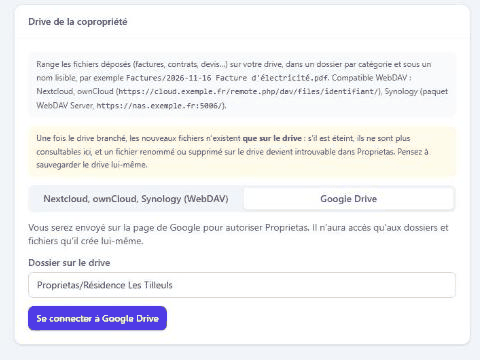 Drive de la copropriété
Range les fichiers déposés (factures, contrats, devis…) sur votre drive, dans un dossier par catégorie et sous un
nom lisible, par exemple Factures/2026-11-16 Facture d'électricité.pdf. Compatible WebDAV :
Nextcloud, ownCloud (https://cloud.exemple.fr/remote.php/dav/files/identifiant/), Synology (paquet
WebDAV Server, https://nas.exemple.fr:5006/).
Une fois le drive branché, les nouveaux fichiers n'existent que sur le drive : s'il est éteint, ils ne sont plus
consultables ici, et un fichier renommé ou supprimé sur le drive devient introuvable dans Proprietas. Pensez à
sauvegarder le drive lui-même.
Nextcloud, ownCloud, Synology (WebDAV)
Google Drive
Vous serez envoyé sur la page de Google pour autoriser Proprietas. Il n'aura accès qu'aux dossiers et
fichiers qu'il crée lui-même.
Dossier sur le drive
Proprietas/Résidence Les Tilleuls
Se connecter à Google Drive